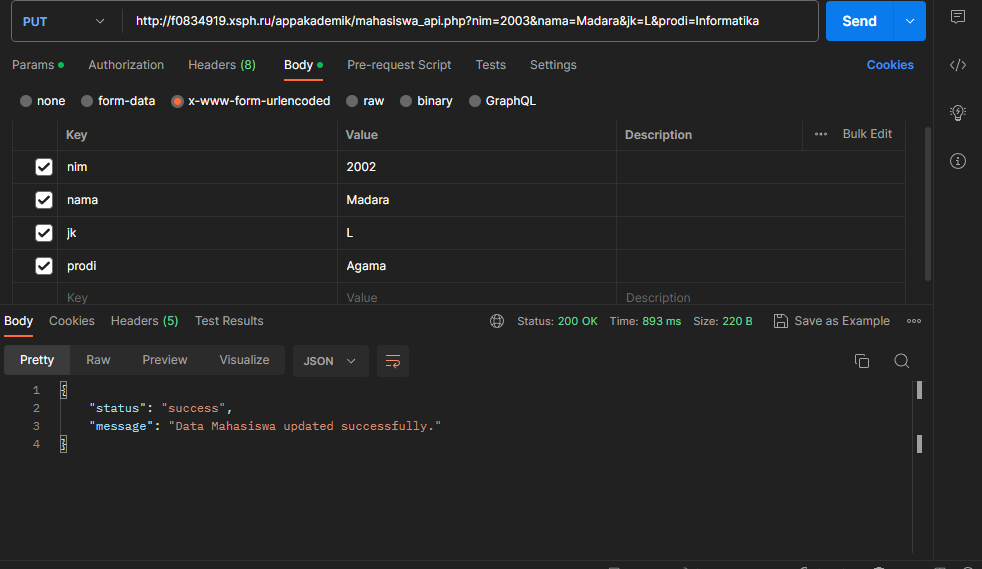 PUT http://f0834919.xsph.ru/appakademik/mahasiswa_api.php?nim=2003&nama=Madara&jk=L&prodi=Informatika Send
Params Authorization Headers (8) Body Pre-request Script Tests Settings Cookies
none form-data x-www-form-urlencoded raw binary GraphQL
Key Value Description ••• Bulk Edit
nim 2002
nama Madara
jk L
prodi Agama
Key Value Description
Body Cookies Headers (5) Test Results Status: 200 OK Time: 893 ms Size: 220 B Save as Example
Pretty Raw Preview Visualize JSON
1 {
2 "status": "success",
3 "message": "Data Mahasiswa updated successfully."
4 }